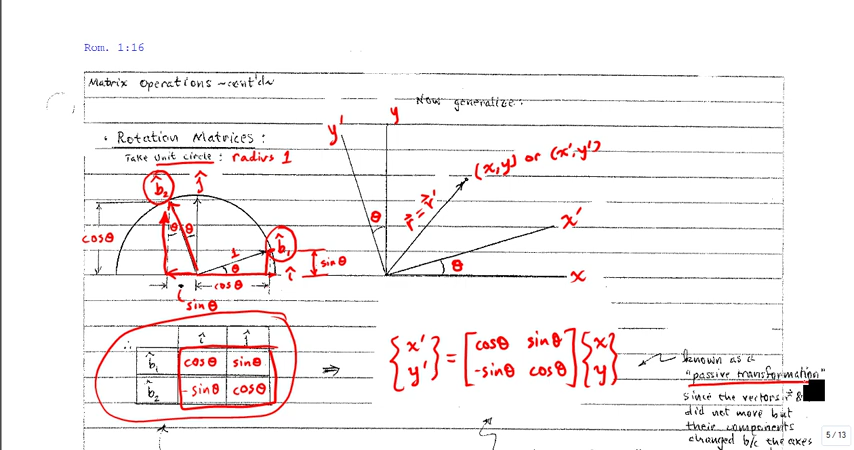 Rom. 1:16
Matrix Operations ~ cont'd~
Now generalize:
• Rotation Matrices:
Take Unit circle: radius 1
b̂₂
ĵ
θ θ
cosθ
1
b̂₁
θ
î
sinθ
cosθ
sinθ
y'
y
(x,y) or (x',y')
θ
r⃗ = r⃗'
x'
θ
x
∴
î ĵ
b̂₁ cosθ sinθ
b̂₂ -sinθ cosθ
⇒
{x' y'} = [cosθ sinθ -sinθ cosθ] {x y}
known as a
"passive transformation"
Since the vectors r⃗ &
did not move but
their components
changed b/c the axes
5/13